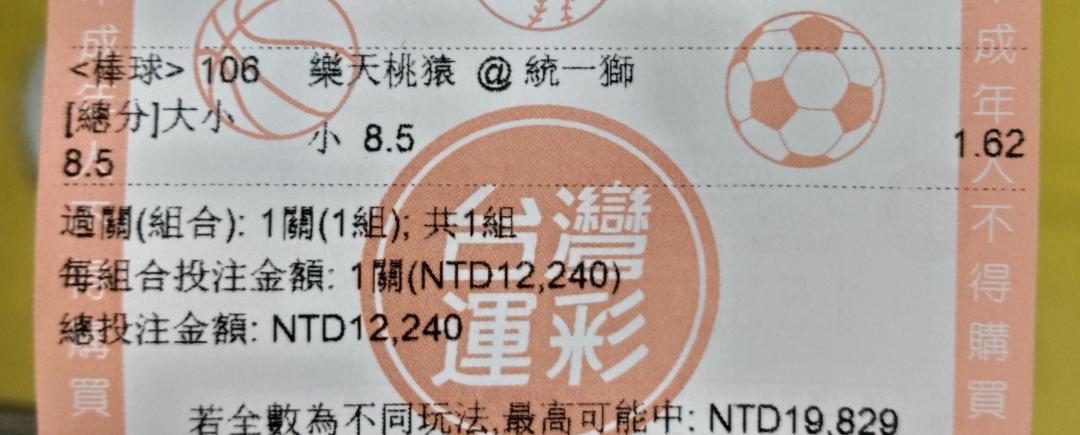 <棒球> 106 樂天桃猿 @ 統一獅
[總分]大小
8.5
小 8.5
1.62
過關(組合): 1關(1組); 共1組
每組合投注金額: 1關(NTD12,240)
總投注金額: NTD12,240
若全數為不同玩法,最高可能中: NTD19,829
台灣
運彩
成年人不得購買
成年人不得購買